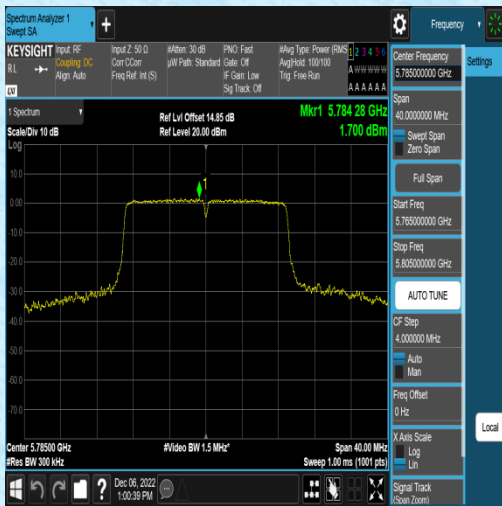 Spectrum Analyzer 1
Swept SA
Frequency
KEYSIGHT
RL
Input: RF
Coupling: DC
Align: Auto
Input Z: 50 Ω
Corr CCorr
Freq Ref: Int (S)
#Atten: 30 dB
µW Path: Standard
PNO: Fast
Gate: Off
IF Gain: Low
Sig Track: Off
#Avg Type: Power (RMS
Avg|Hold: 100/100
Trig: Free Run
1 2 3 4 5 6
A W W W W W
A A A A A A
1 Spectrum
Scale/Div 10 dB
Log
Ref Lvl Offset 14.85 dB
Ref Level 20.00 dBm
Mkr1 5.784 28 GHz
1.700 dBm
10.0
0.00
-10.0
-20.0
-30.0
-40.0
-50.0
-60.0
-70.0
1
Center 5.78500 GHz
#Res BW 300 kHz
#Video BW 1.5 MHz*
Span 40.00 MHz
Sweep 1.00 ms (1001 pts)
Dec 06, 2022
1:00:39 PM
Center Frequency
5.785000000 GHz
Span
40.0000000 MHz
Swept Span
Zero Span
Full Span
Start Freq
5.765000000 GHz
Stop Freq
5.805000000 GHz
AUTO TUNE
CF Step
4.000000 MHz
Auto
Man
Freq Offset
0 Hz
X Axis Scale
Log
Lin
Signal Track
(Span Zoom)
Settings
Local